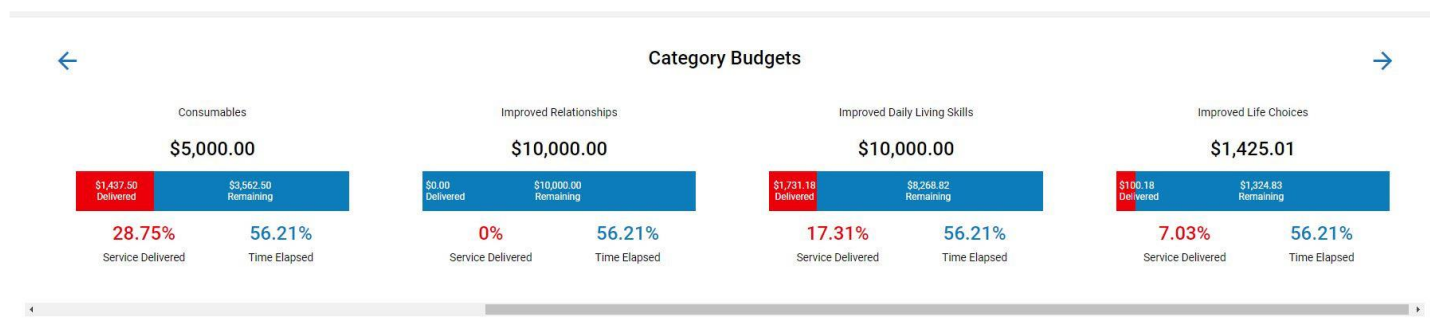 Category Budgets
Consumables
$5,000.00
$1,437.50
Delivered
$3,562.50
Remaining
28.75%
Service Delivered
56.21%
Time Elapsed
Improved Relationships
$10,000.00
$0.00
Delivered
$10,000.00
Remaining
0%
Service Delivered
56.21%
Time Elapsed
Improved Daily Living Skills
$10,000.00
$1,731.18
Delivered
$8,268.82
Remaining
17.31%
Service Delivered
56.21%
Time Elapsed
Improved Life Choices
$1,425.01
$100.18
Delivered
$1,324.83
Remaining
7.03%
Service Delivered
56.21%
Time Elapsed